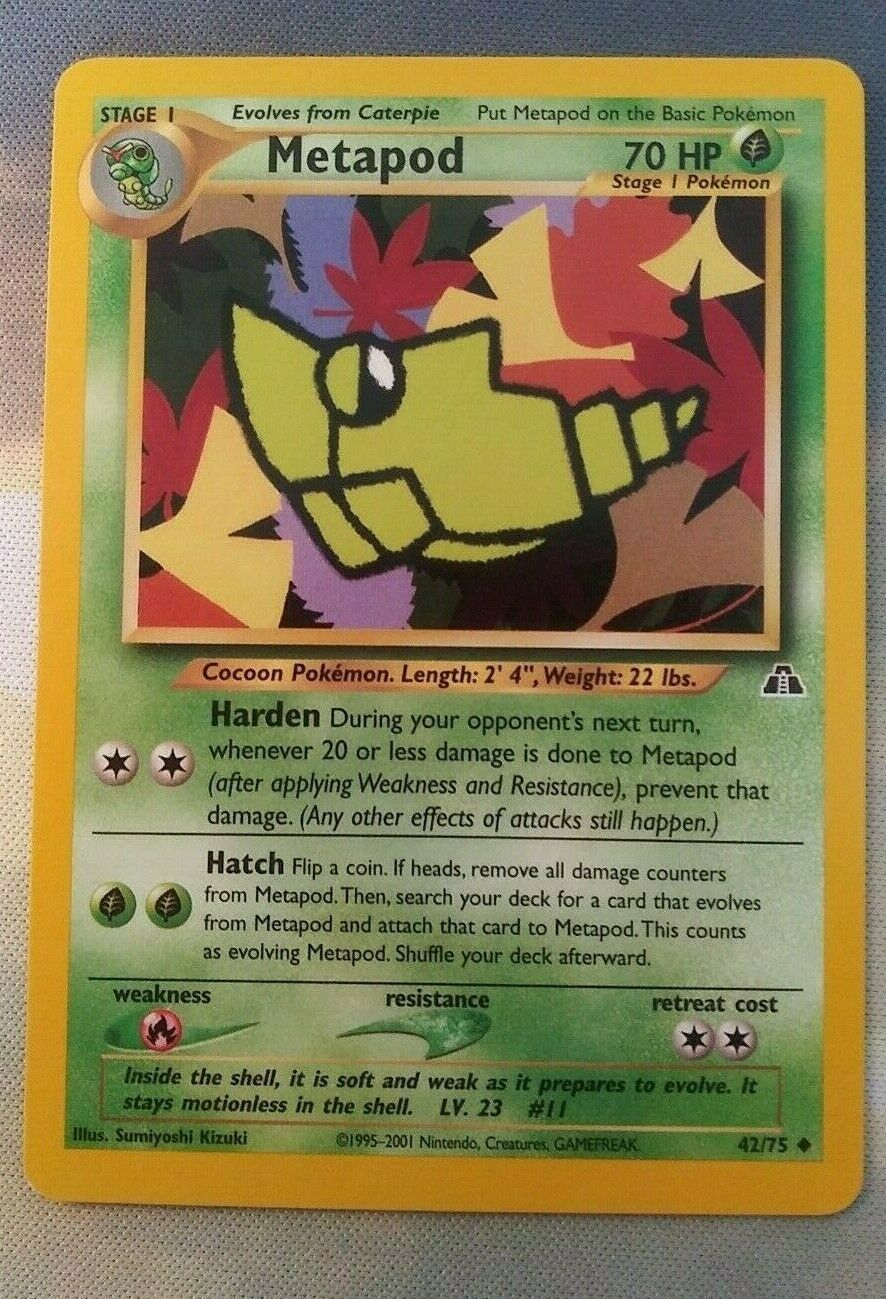 STAGE 1 Evolves from Caterpie Put Metapod on the Basic Pokémon
Metapod 70 HP
Stage 1 Pokémon
Cocoon Pokémon. Length: 2' 4", Weight: 22 lbs.
Harden During your opponent's next turn,
whenever 20 or less damage is done to Metapod
(after applying Weakness and Resistance), prevent that
damage. (Any other effects of attacks still happen.)
Hatch Flip a coin. If heads, remove all damage counters
from Metapod. Then, search your deck for a card that evolves
from Metapod and attach that card to Metapod. This counts
as evolving Metapod. Shuffle your deck afterward.
weakness resistance retreat cost
Inside the shell, it is soft and weak as it prepares to evolve. It
stays motionless in the shell. LV. 23 #11
Illus. Sumiyoshi Kizuki ©1995–2001 Nintendo, Creatures, GAMEFREAK. 42/75